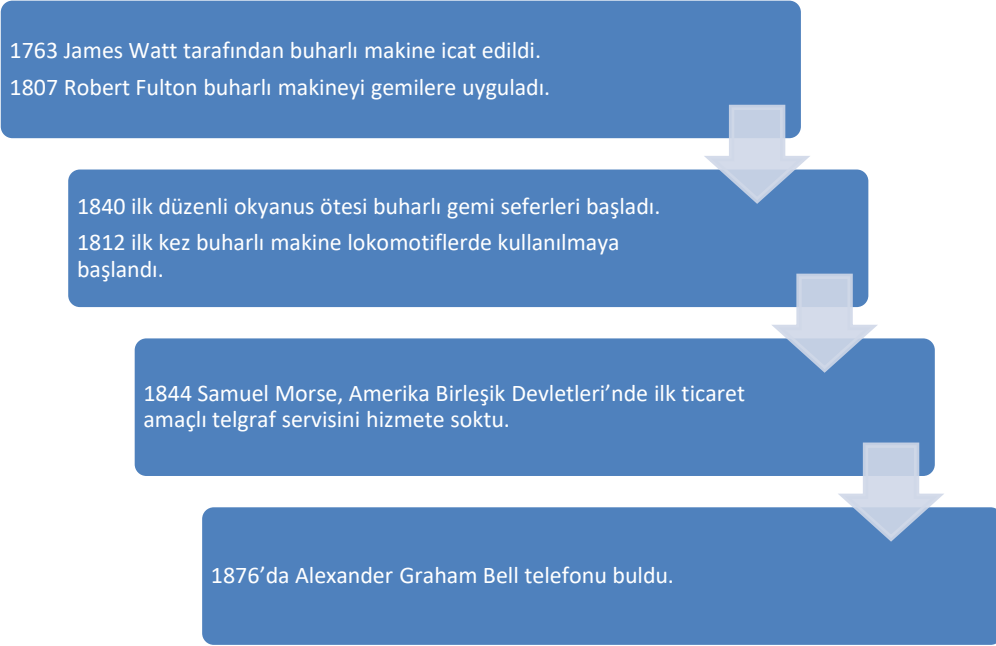 1763 James Watt tarafından buharlı makine icat edildi.
1807 Robert Fulton buharlı makineyi gemilere uyguladı.
1840 ilk düzenli okyanus ötesi buharlı gemi seferleri başladı.
1812 ilk kez buharlı makine lokomotiflerde kullanılmaya
başlandı.
1844 Samuel Morse, Amerika Birleşik Devletleri’nde ilk ticaret
amaçlı telgraf servisini hizmete soktu.
1876’da Alexander Graham Bell telefonu buldu.